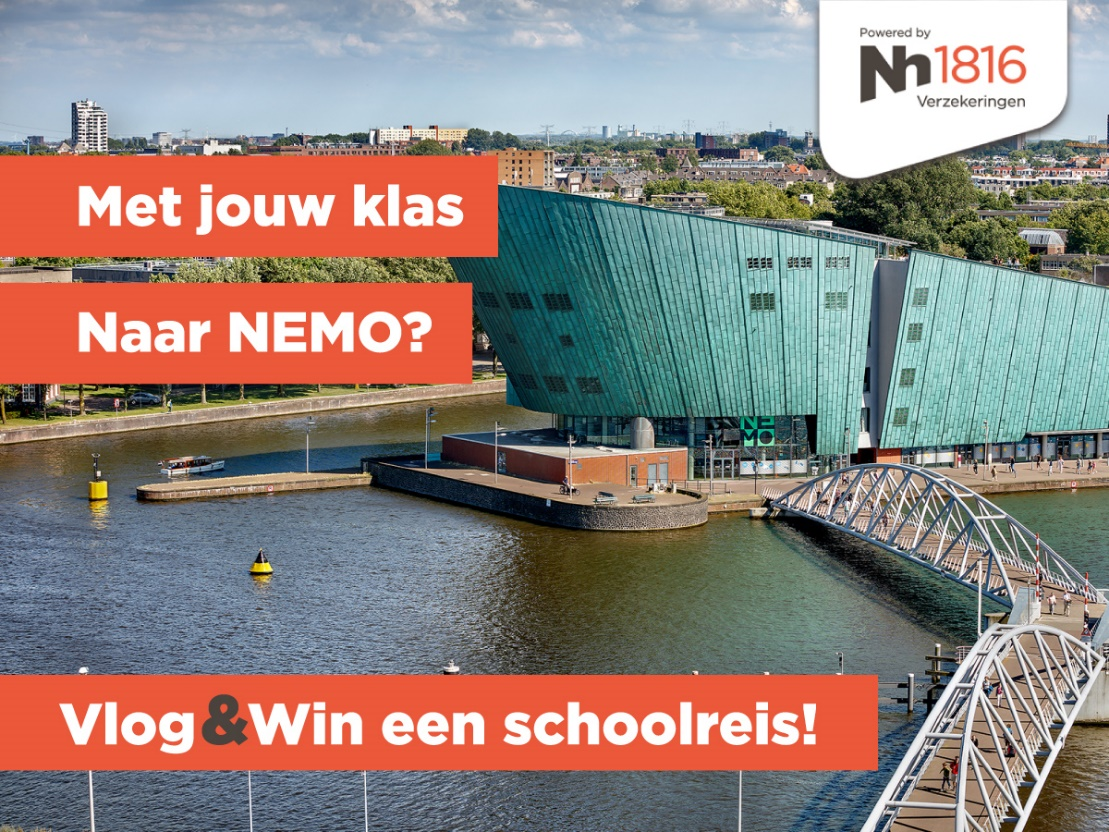 Powered by
Nh1816
Verzekeringen
Met jouw klas
Naar NEMO?
NEMO
Vlog&Win een schoolreis!